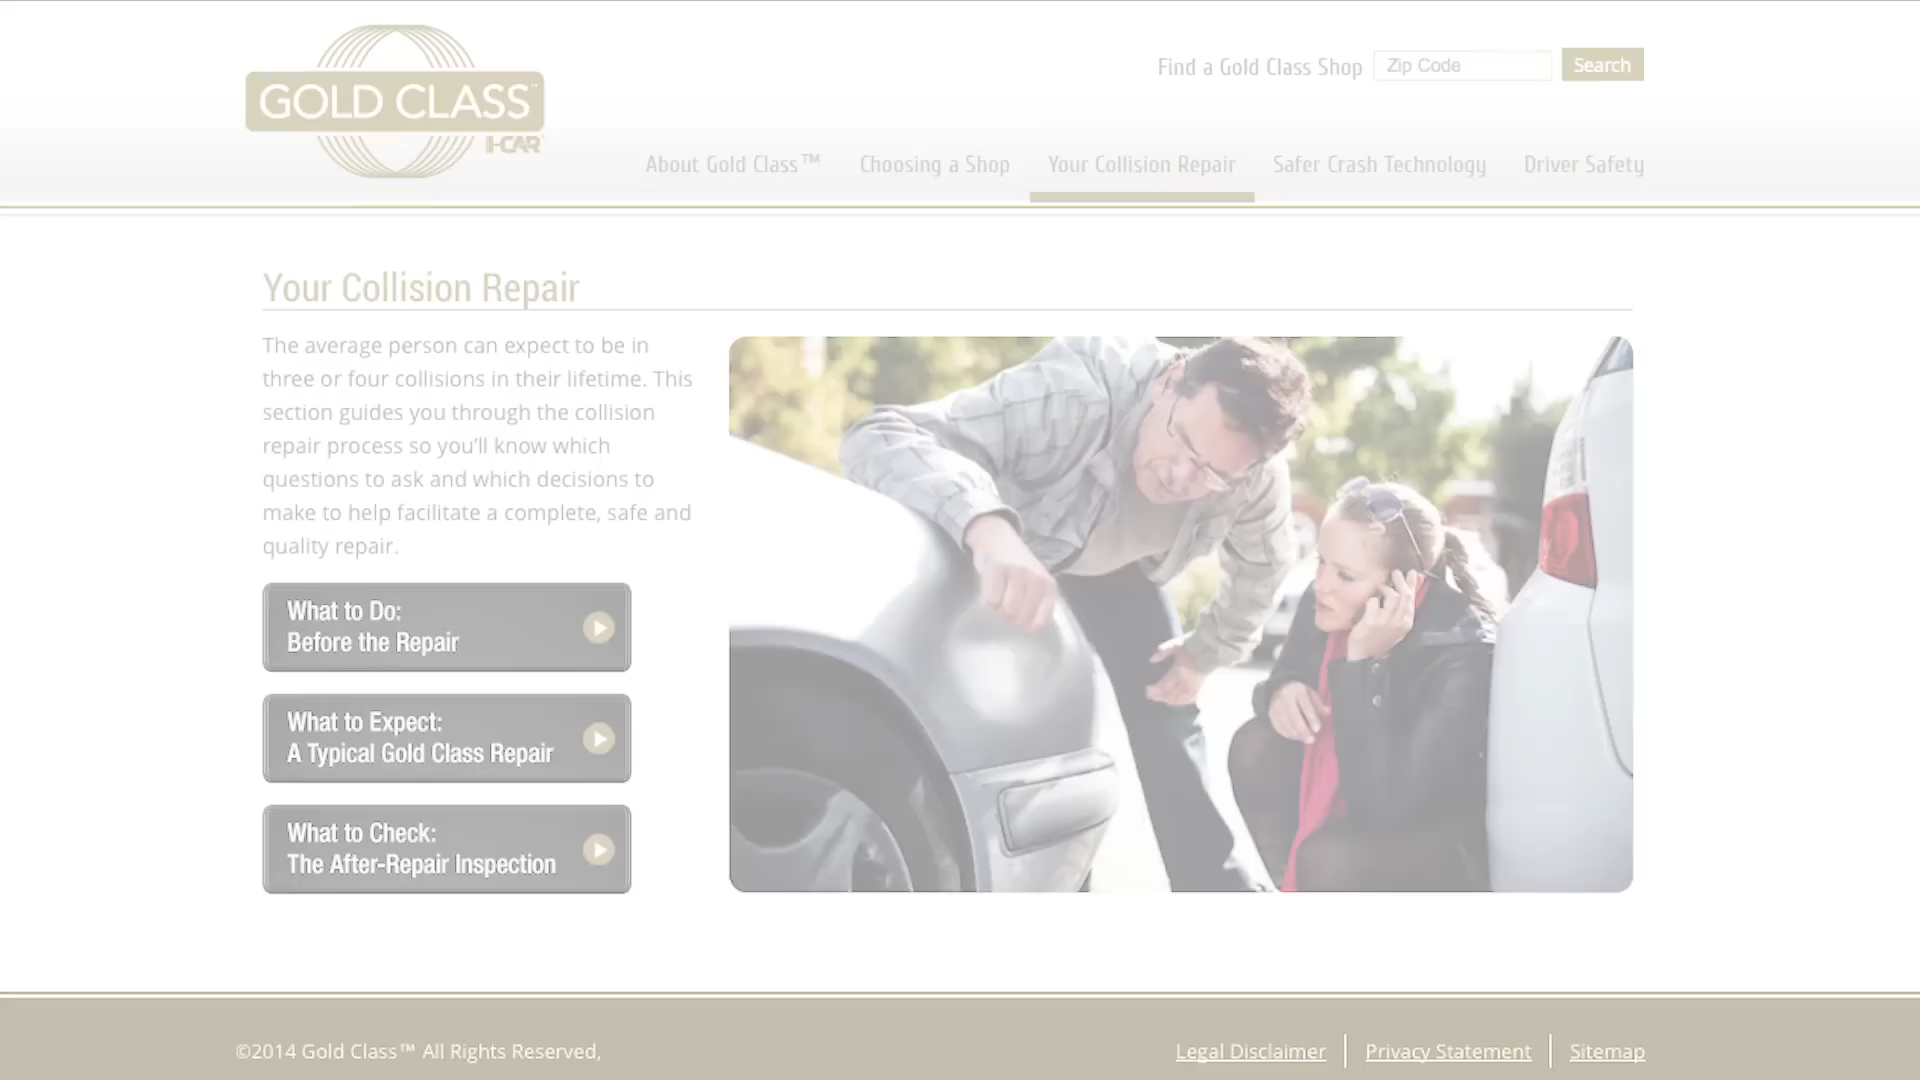 GOLD CLASS™
I-CAR
Find a Gold Class Shop
Zip Code
Search
About Gold Class™
Choosing a Shop
Your Collision Repair
Safer Crash Technology
Driver Safety
Your Collision Repair
The average person can expect to be in
three or four collisions in their lifetime. This
section guides you through the collision
repair process so you'll know which
questions to ask and which decisions to
make to help facilitate a complete, safe and
quality repair.
What to Do:
Before the Repair
What to Expect:
A Typical Gold Class Repair
What to Check:
The After-Repair Inspection
©2014 Gold Class™ All Rights Reserved,
Legal Disclaimer
Privacy Statement
Sitemap